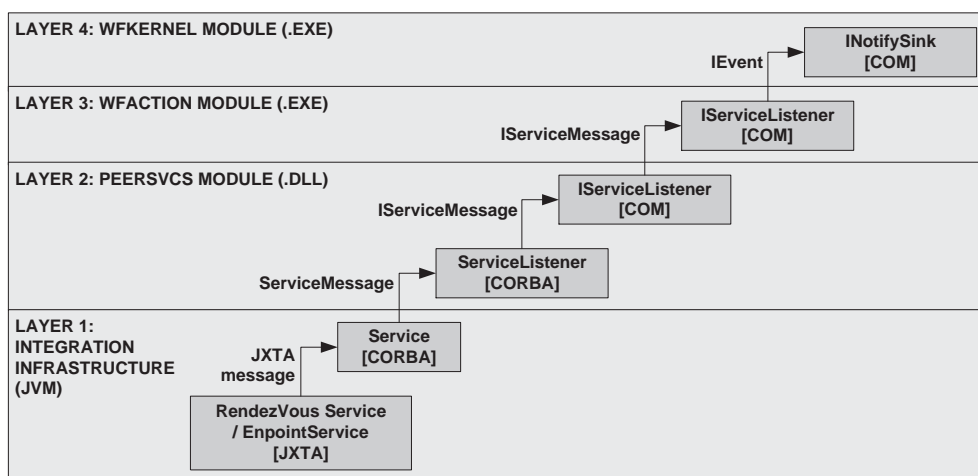 LAYER 4: WFKERNEL MODULE (.EXE)
INotifySink
[COM]
IEvent
LAYER 3: WFACTION MODULE (.EXE)
IServiceListener
[COM]
IServiceMessage
LAYER 2: PEERSVCS MODULE (.DLL)
IServiceListener
[COM]
IServiceMessage
ServiceListener
[CORBA]
ServiceMessage
LAYER 1:
INTEGRATION
INFRASTRUCTURE
(JVM)
Service
[CORBA]
JXTA
message
RendezVous Service
/ EnpointService
[JXTA]